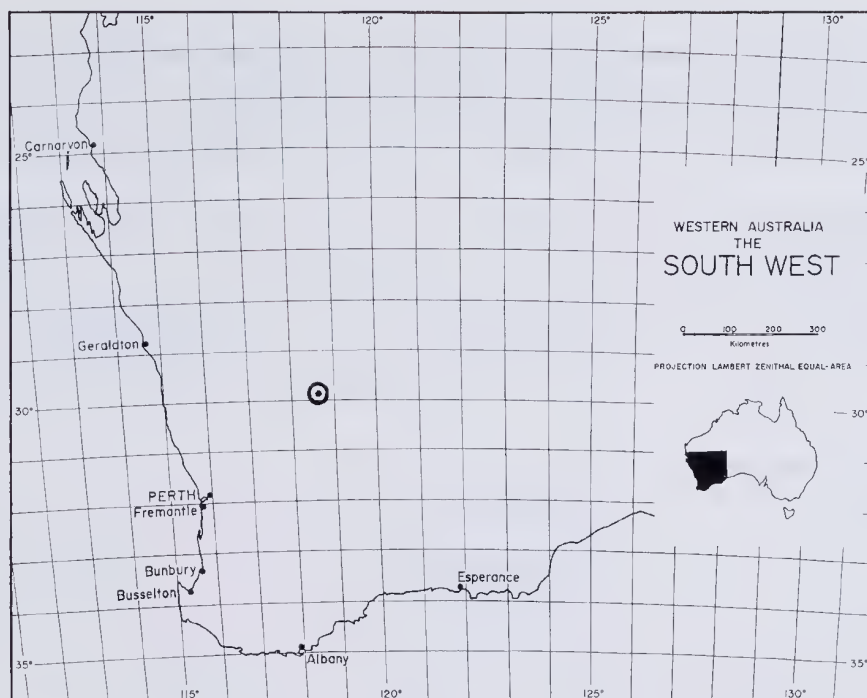 115° 120° 125° 130°
Carnarvon
25° 25°
WESTERN AUSTRALIA
THE
SOUTH WEST
0 100 200 300
Kilometres
Geraldton
PROJECTION LAMBERT ZENITHAL EQUAL-AREA
30° 30°
PERTH
Fremantle
Bunbury
Esperance
Busselton
Albany
35° 35°
115° 120° 125° 130°